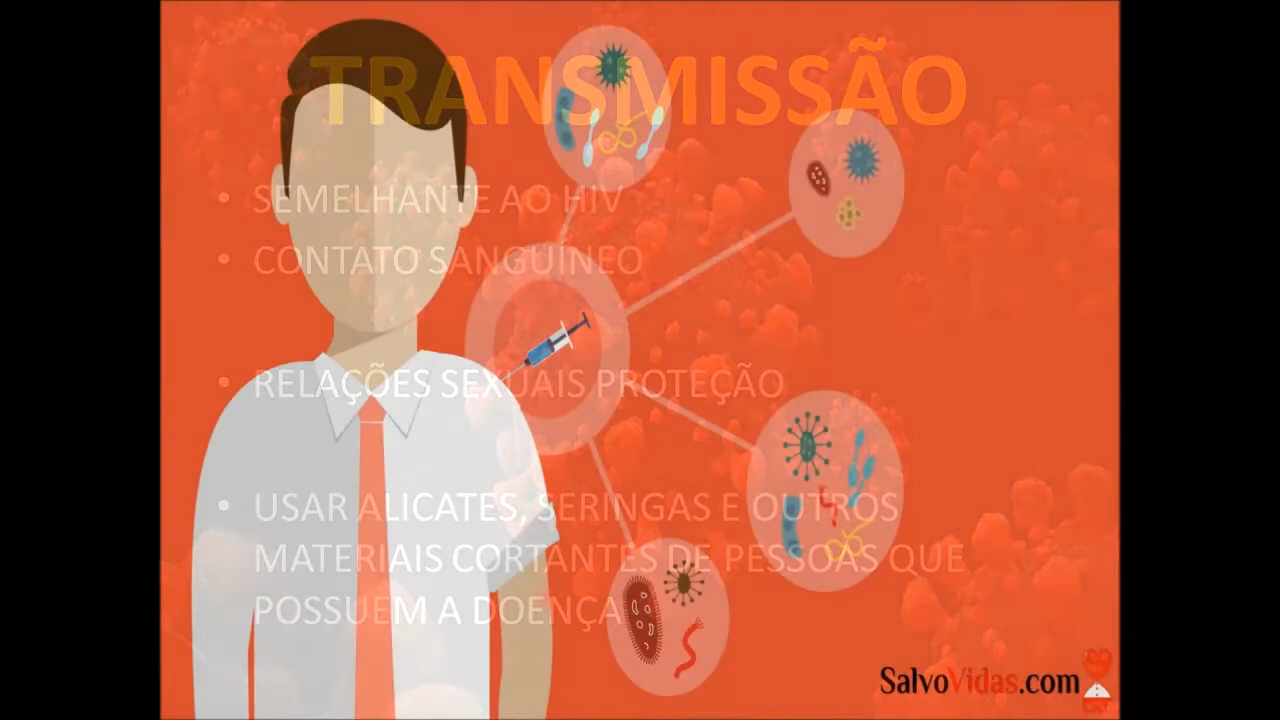 TRANSMISSÃO
• SEMELHANTE AO HIV
• CONTATO SANGUÍNEO
• RELAÇÕES SEXUAIS PROTEÇÃO
• USAR ALICATES, SERINGAS E OUTROS
MATERIAIS CORTANTES DE PESSOAS QUE
POSSUEM A DOENÇA
SalvoVidas.com